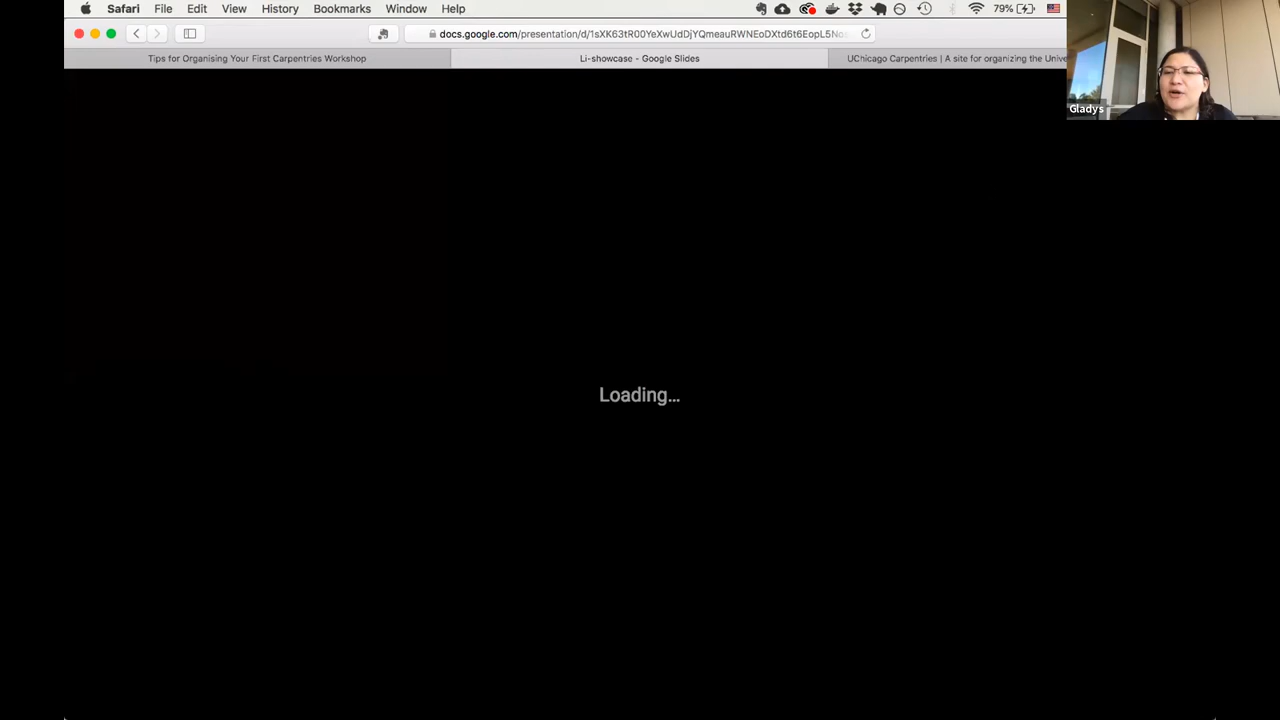 Safari File Edit View History Bookmarks Window Help 79%
docs.google.com/presentation/d/1sXK63tR00YeXwUdDjYQmeauRWNEoDXtd6t6EopL5No
Tips for Organising Your First Carpentries Workshop Li-showcase - Google Slides UChicago Carpentries | A site for organizing the Unive
Gladys
Loading...